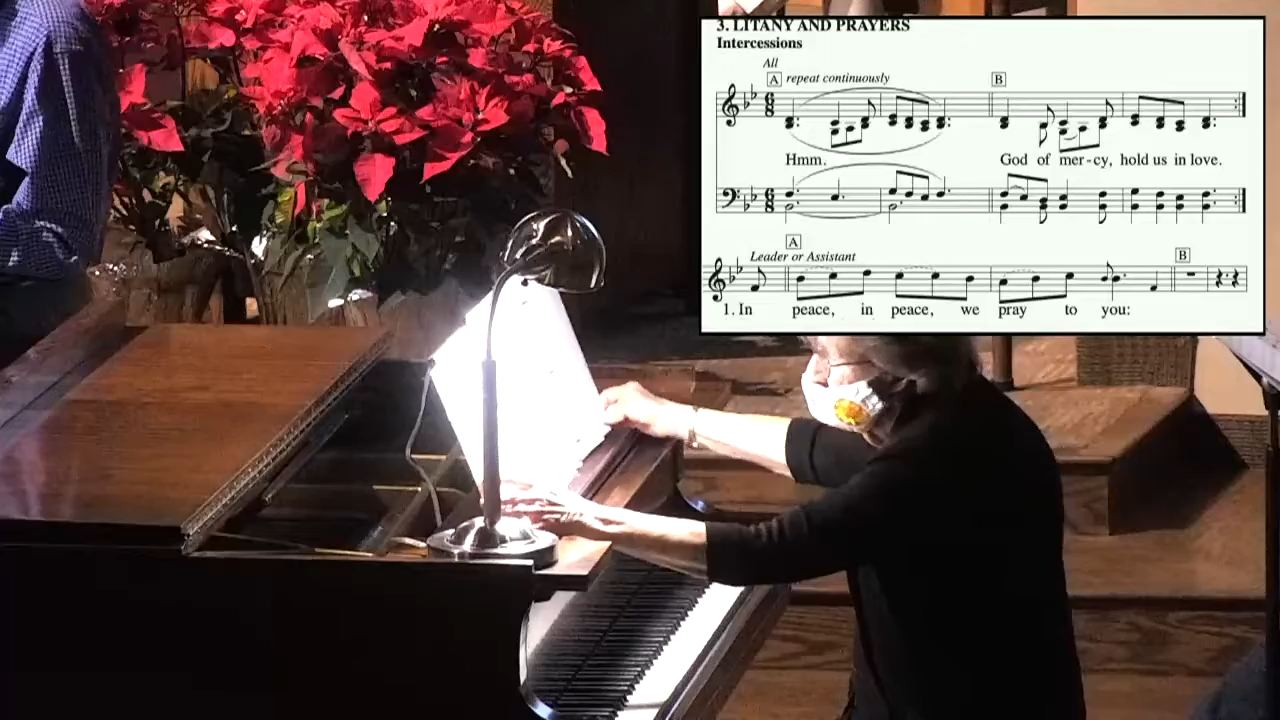 3. LITANY AND PRAYERS
Intercessions
All
A repeat continuously B
Hmm. God of mer-cy, hold us in love.
A B
Leader or Assistant
1. In peace, in peace, we pray to you: